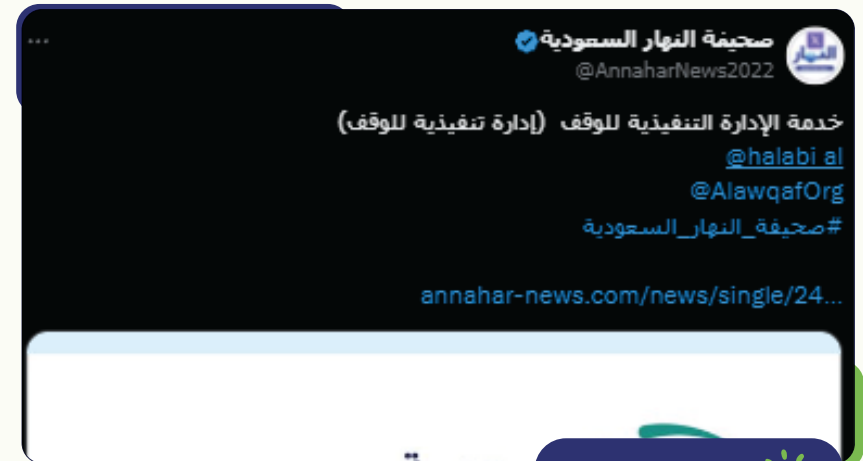 صحيفة النهار السعودية
@AnnaharNews2022
خدمة الإدارة التنفيذية للوقف (إدارة تنفيذية للوقف)
@halabi al
@AlawqafOrg
#صحيفة_النهار_السعودية
annahar-news.com/news/single/24...